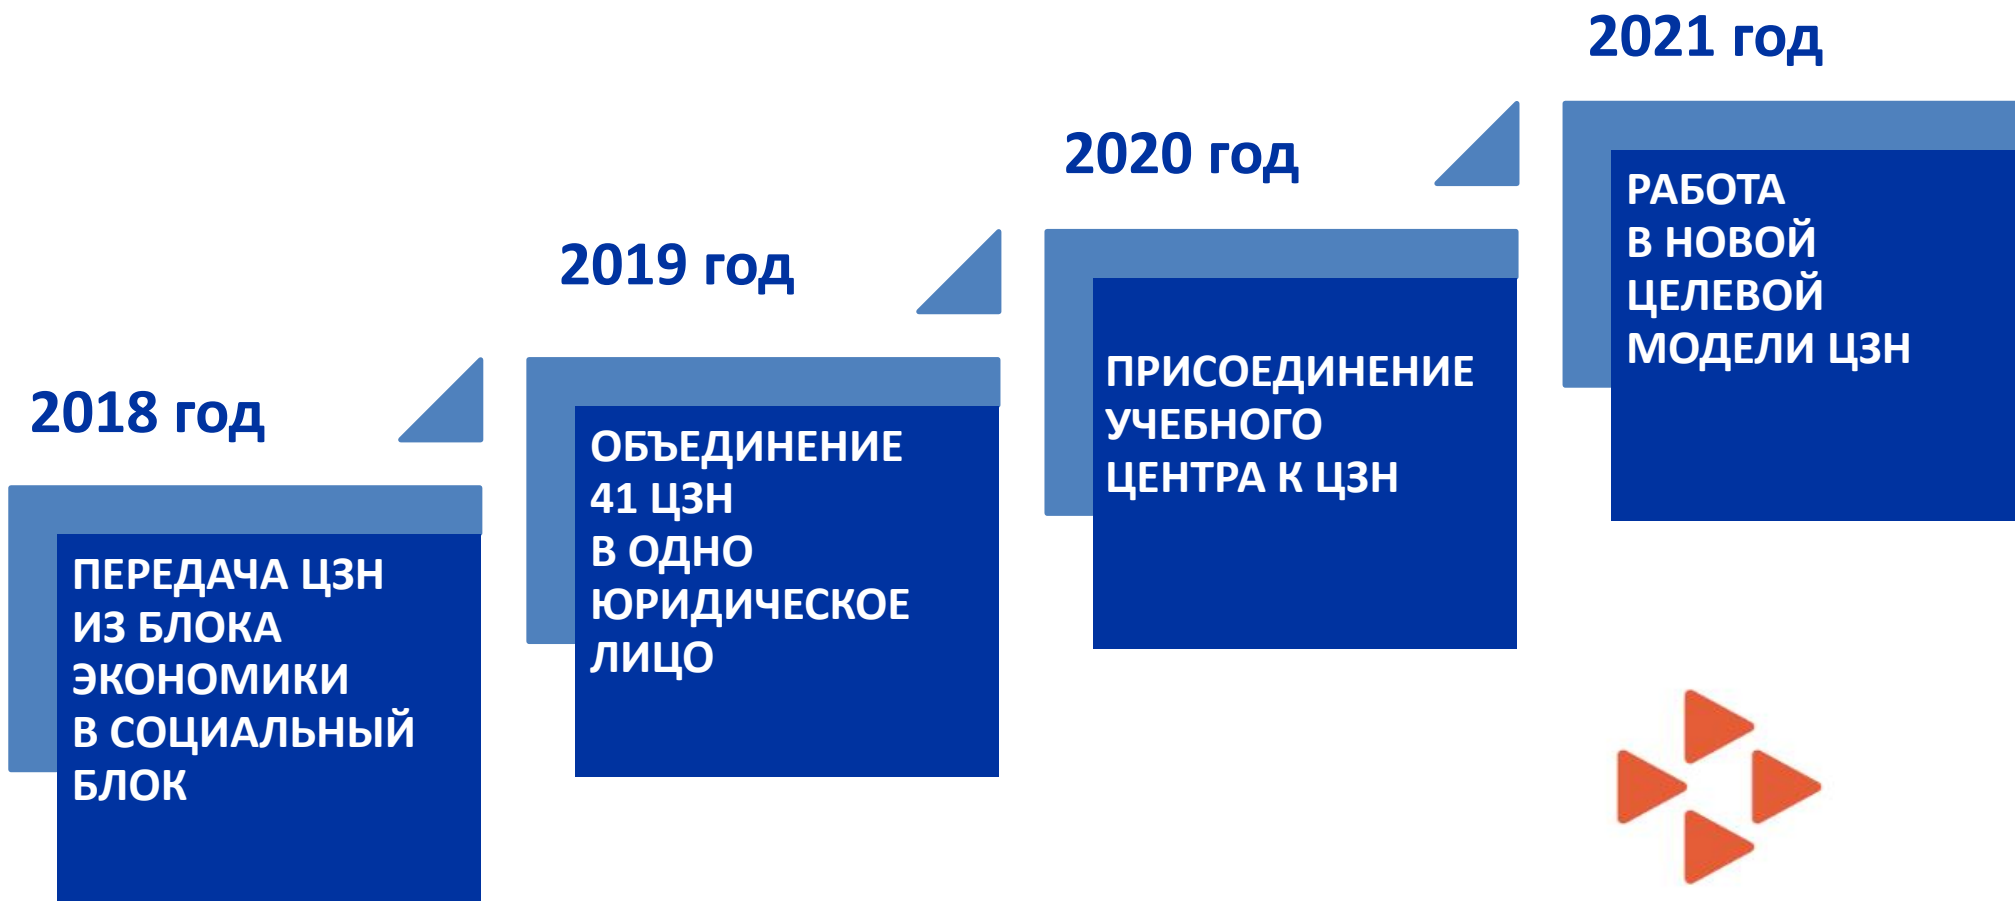 2018 год
ПЕРЕДАЧА ЦЗН
ИЗ БЛОКА
ЭКОНОМИКИ
В СОЦИАЛЬНЫЙ
БЛОК
2019 год
ОБЪЕДИНЕНИЕ
41 ЦЗН
В ОДНО
ЮРИДИЧЕСКОЕ
ЛИЦО
2020 год
ПРИСОЕДИНЕНИЕ
УЧЕБНОГО
ЦЕНТРА К ЦЗН
2021 год
РАБОТА
В НОВОЙ
ЦЕЛЕВОЙ
МОДЕЛИ ЦЗН